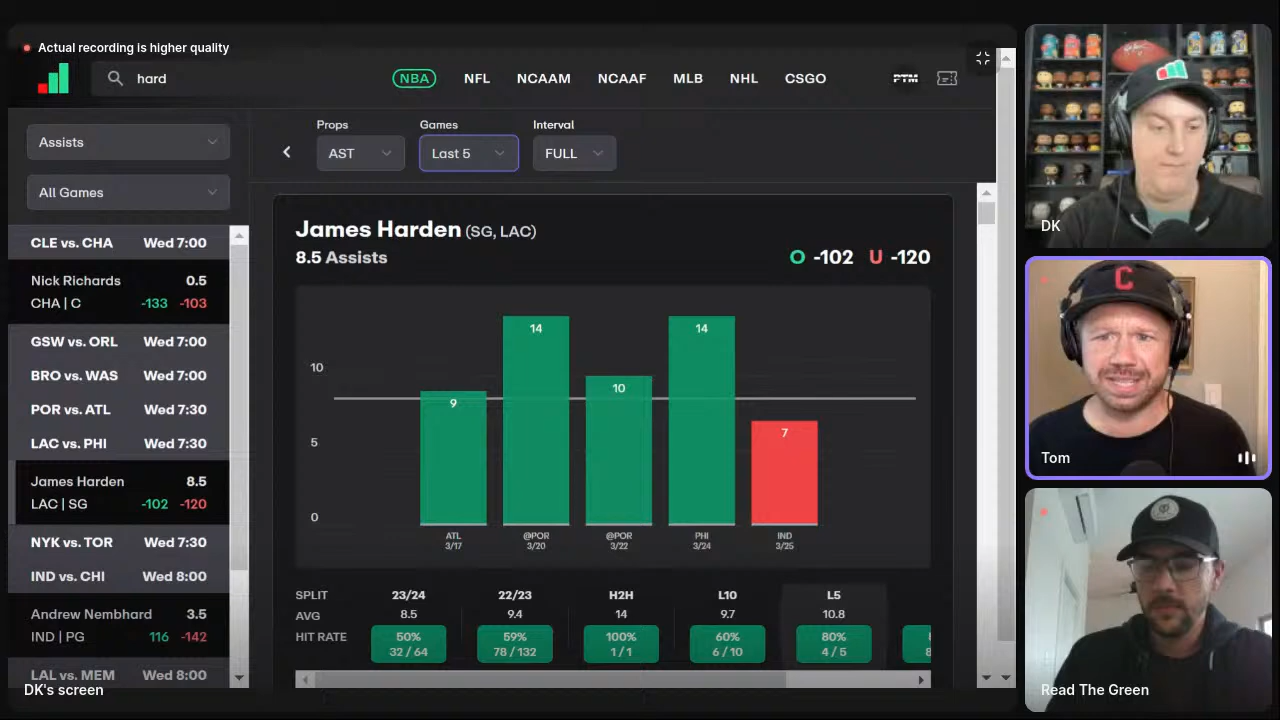 Actual recording is higher quality
hard
NBA NFL NCAAM NCAAF MLB NHL CSGO
Props Games Interval
Assists
AST Last 5 FULL
All Games
CLE vs. CHA Wed 7:00
Nick Richards 0.5
CHA | C -133 -103
GSW vs. ORL Wed 7:00
BRO vs. WAS Wed 7:00
POR vs. ATL Wed 7:30
LAC vs. PHI Wed 7:30
James Harden 8.5
LAC | SG -102 -120
NYK vs. TOR Wed 7:30
IND vs. CHI Wed 8:00
Andrew Nembhard 3.5
IND | PG 116 -142
LAL vs. MEM Wed 8:00
DK's screen
James Harden (SG, LAC)
8.5 Assists O -102 U -120
14 14
10
10
9
7
5
0
ATL @POR @POR PHI IND
3/17 3/20 3/22 3/24 3/25
SPLIT 23/24 22/23 H2H L10 L5
AVG 8.5 9.4 14 9.7 10.8
HIT RATE 50% 59% 100% 60% 80%
32 / 64 78 / 132 1 / 1 6 / 10 4 / 5
DK
C
Tom
Read The Green